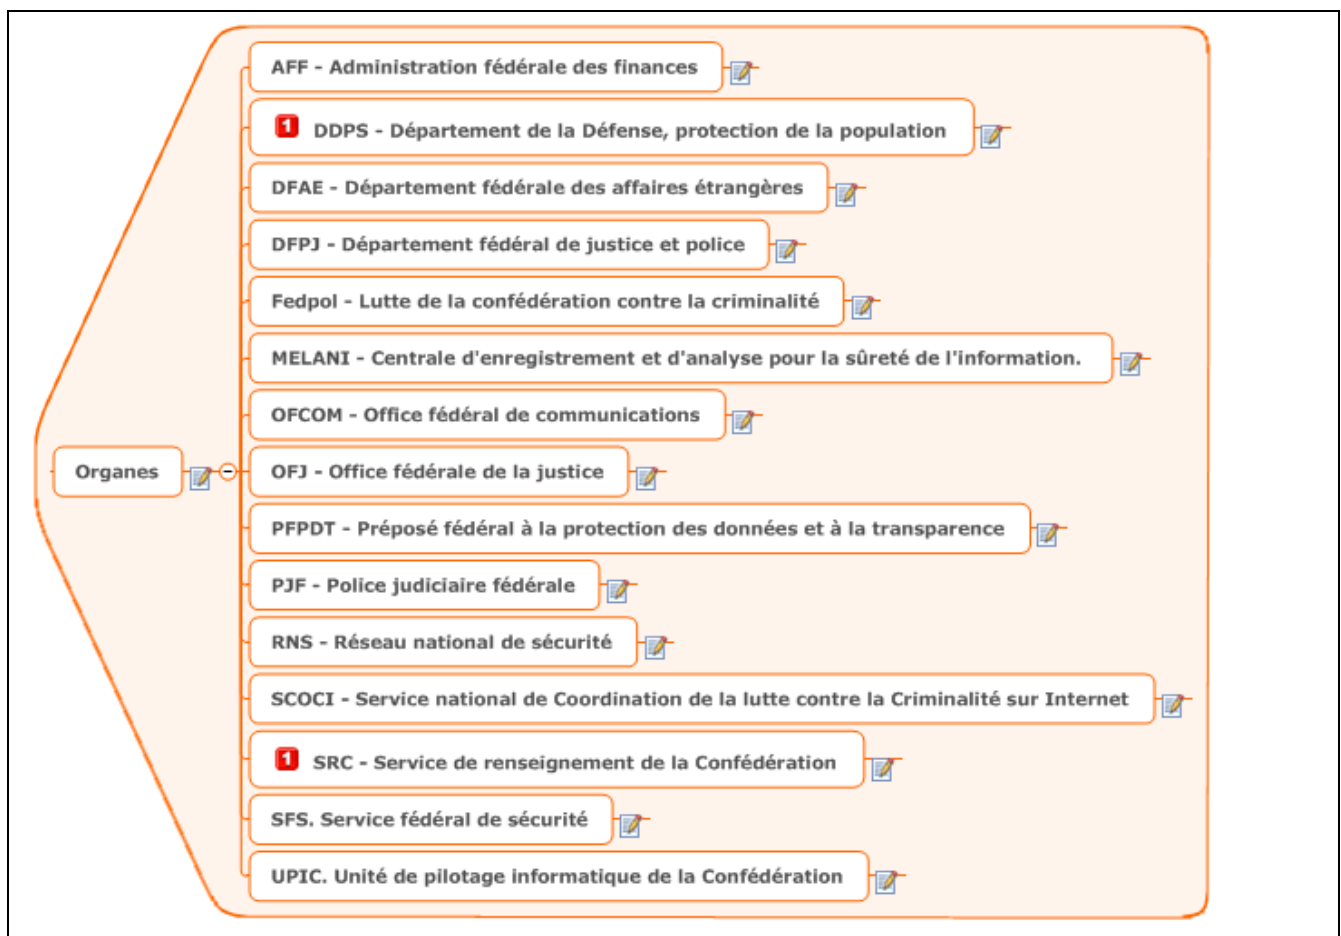 AFF - Administration fédérale des finances
1 DDPS - Département de la Défense, protection de la population
DFAE - Département fédérale des affaires étrangères
DFPJ - Département fédéral de justice et police
Fedpol - Lutte de la confédération contre la criminalité
MELANI - Centrale d'enregistrement et d'analyse pour la sûreté de l'information.
OFCOM - Office fédéral de communications
Organes
OFJ - Office fédérale de la justice
PFPDT - Préposé fédéral à la protection des données et à la transparence
PJF - Police judiciaire fédérale
RNS - Réseau national de sécurité
SCOCI - Service national de Coordination de la lutte contre la Criminalité sur Internet
1 SRC - Service de renseignement de la Confédération
SFS. Service fédéral de sécurité
UPIC. Unité de pilotage informatique de la Confédération